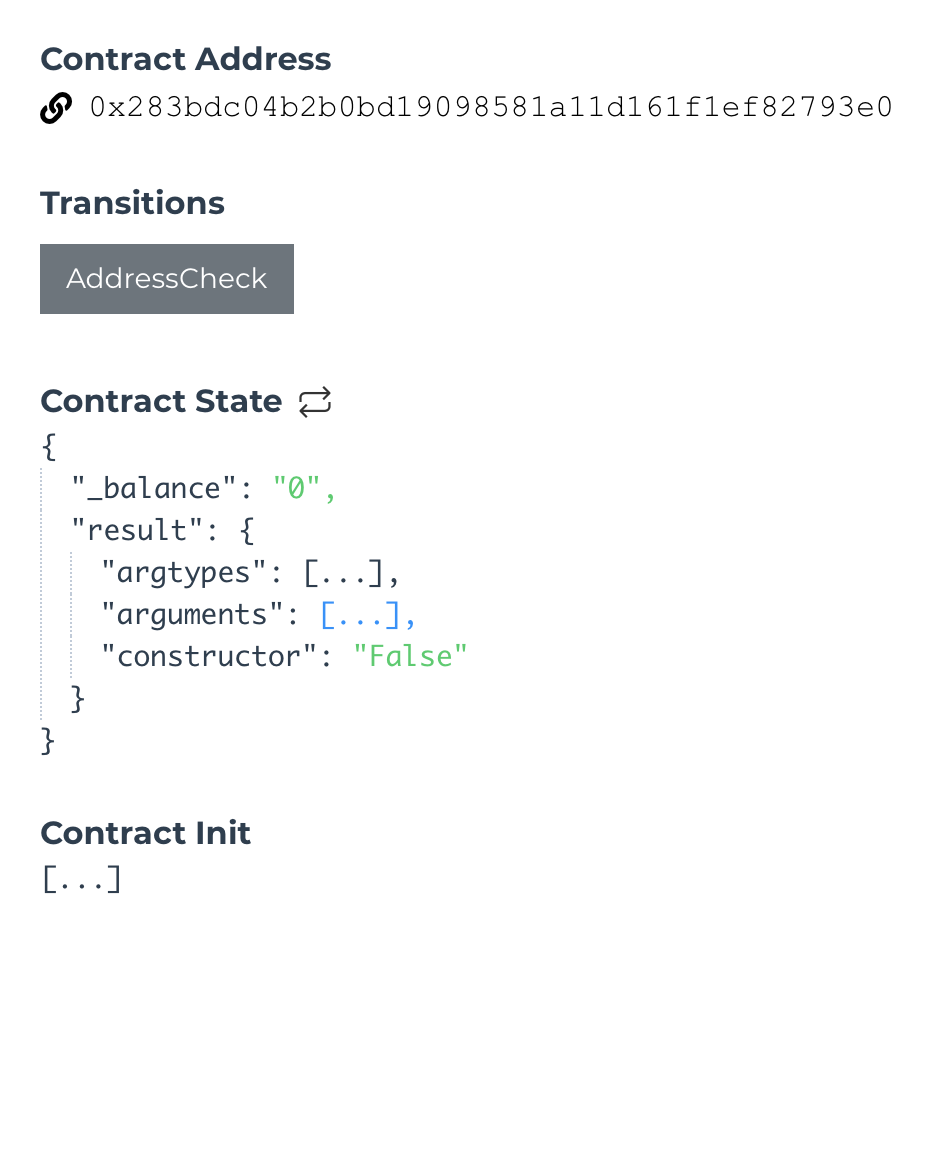 Contract Address
0x283bdc04b2b0bd19098581a11d161f1ef82793e0
Transitions
AddressCheck
Contract State
{
"_balance": "0",
"result": {
"argtypes": [...],
"arguments": [...],
"constructor": "False"
}
}
Contract Init
[...]